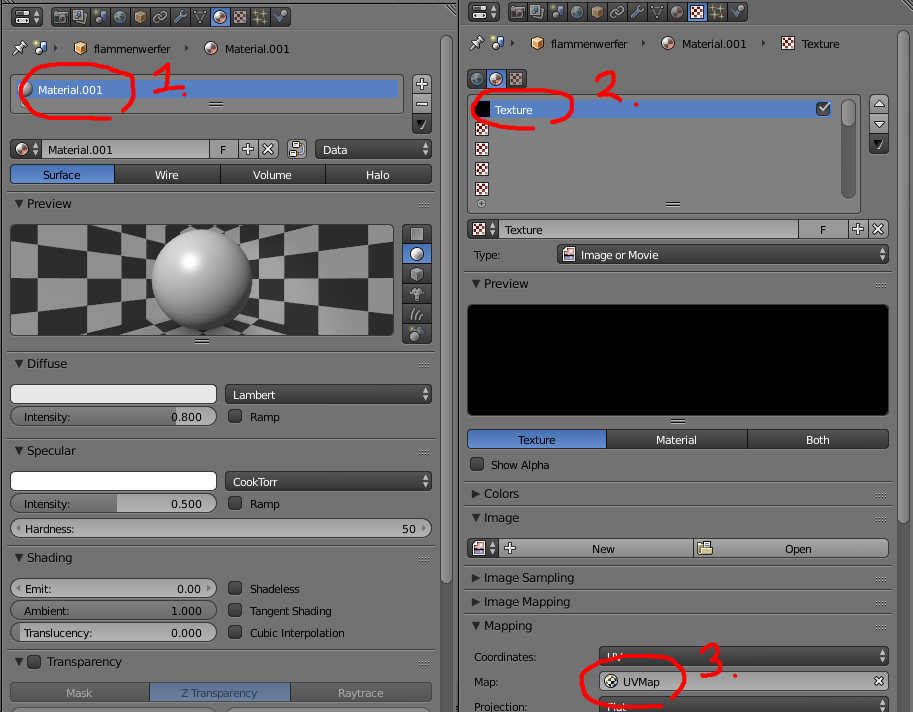 flammenwerfer Material.001
Material.001 1.
Material.001 F Data
Surface Wire Volume Halo
Preview
Diffuse
Lambert
Intensity: 0.800 Ramp
Specular
CookTorr
Intensity: 0.500 Ramp
Hardness: 50
Shading
Emit: 0.00 Shadeless
Ambient: 1.000 Tangent Shading
Translucency: 0.000 Cubic Interpolation
Transparency
Mask Z Transparency Raytrace
flammenwerfer Material.001 Texture
2.
Texture
Texture F
Type: Image or Movie
Preview
Texture Material Both
Show Alpha
Colors
Image
New Open
Image Sampling
Image Mapping
Mapping
Coordinates: UV
Map: UVMap 3.
Projection: Flat